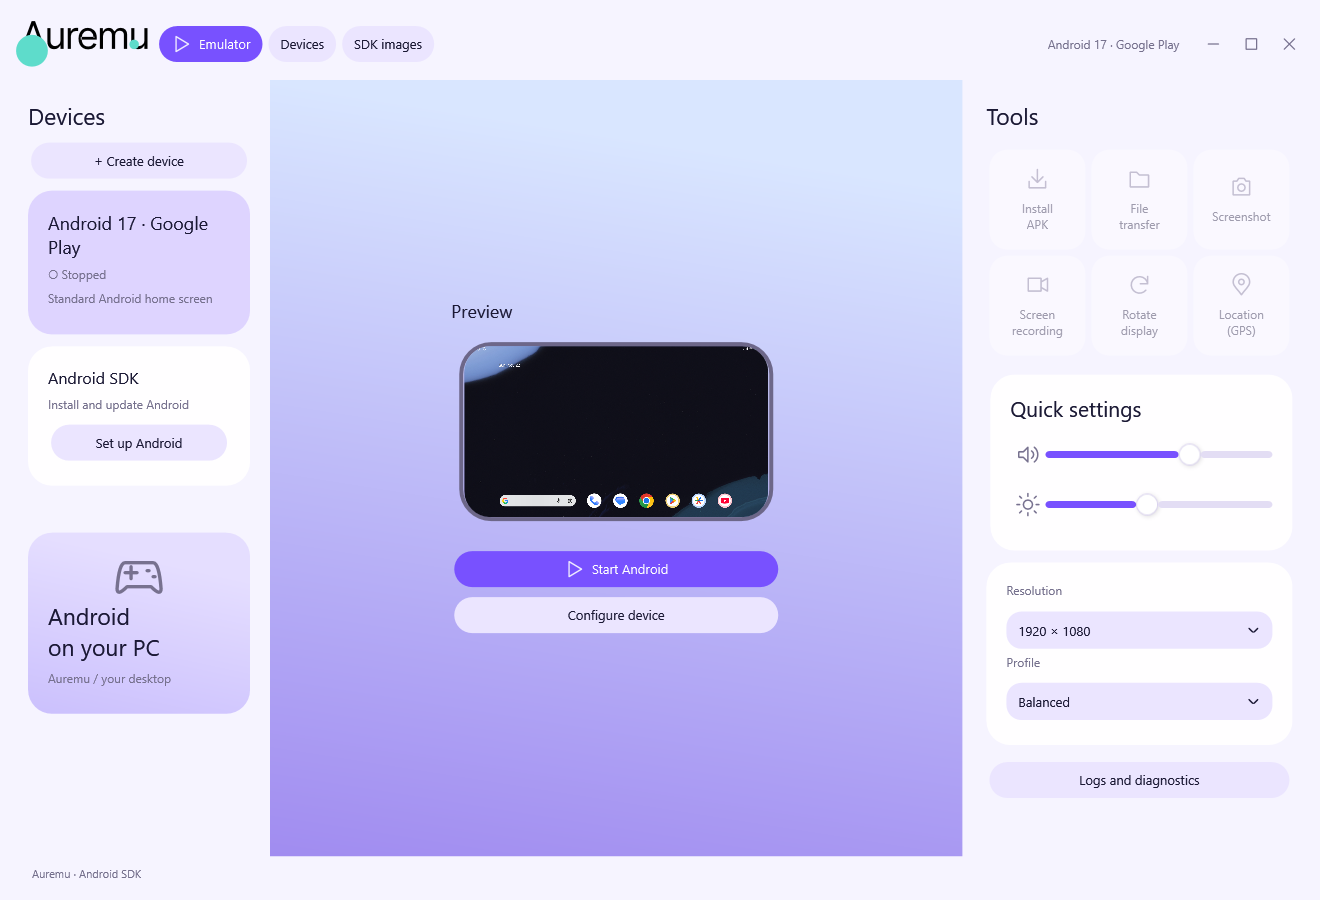 Auremu
Emulator
Devices
SDK images
Android 17 · Google Play
Devices
+ Create device
Android 17 · Google
Play
Stopped
Standard Android home screen
Android SDK
Install and update Android
Set up Android
Android
on your PC
Auremu / your desktop
Auremu · Android SDK
Preview
Start Android
Configure device
Tools
Install
APK
File
transfer
Screenshot
Screen
recording
Rotate
display
Location
(GPS)
Quick settings
Resolution
1920 × 1080
Profile
Balanced
Logs and diagnostics